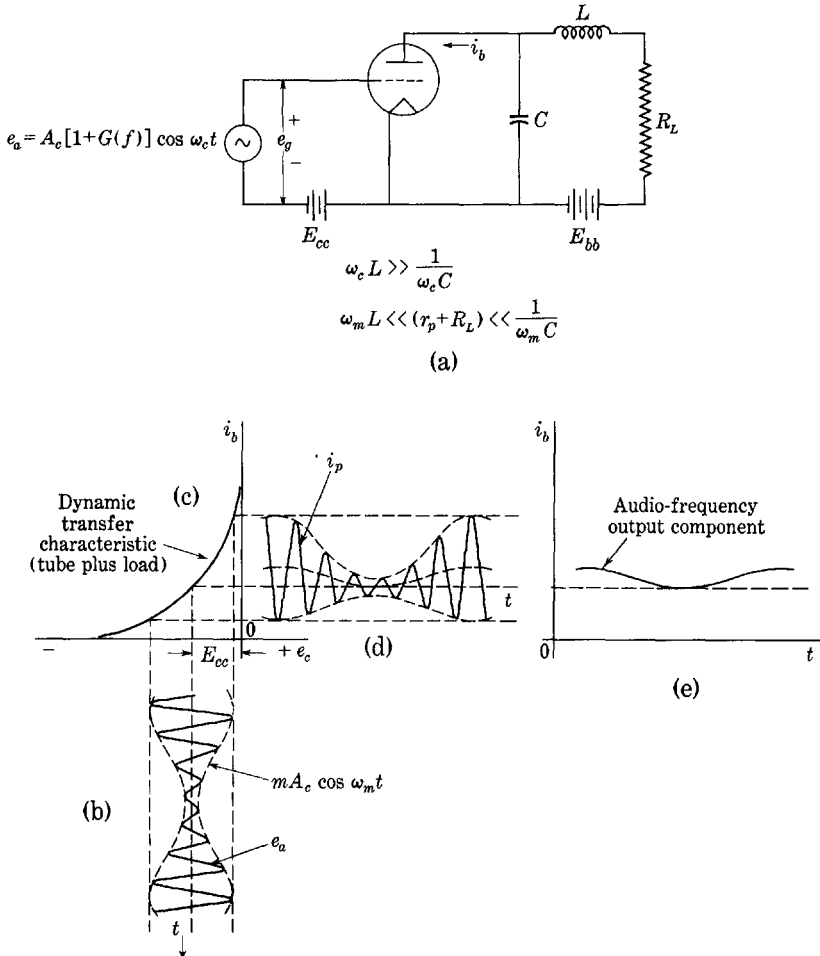 L
i_b
e_a = A_c[1+G(f)] cos ω_c t
+
e_g
−
C
R_L
E_cc
E_bb
ω_c L >> 1/(ω_c C)
ω_m L << (r_p+R_L) << 1/(ω_m C)
(a)
i_b
i_p
(c)
Dynamic
transfer
characteristic
(tube plus load)
t
0
−
E_cc
+ e_c
(d)
i_b
Audio-frequency
output component
0
t
(e)
mA_c cos ω_m t
(b)
e_a
t